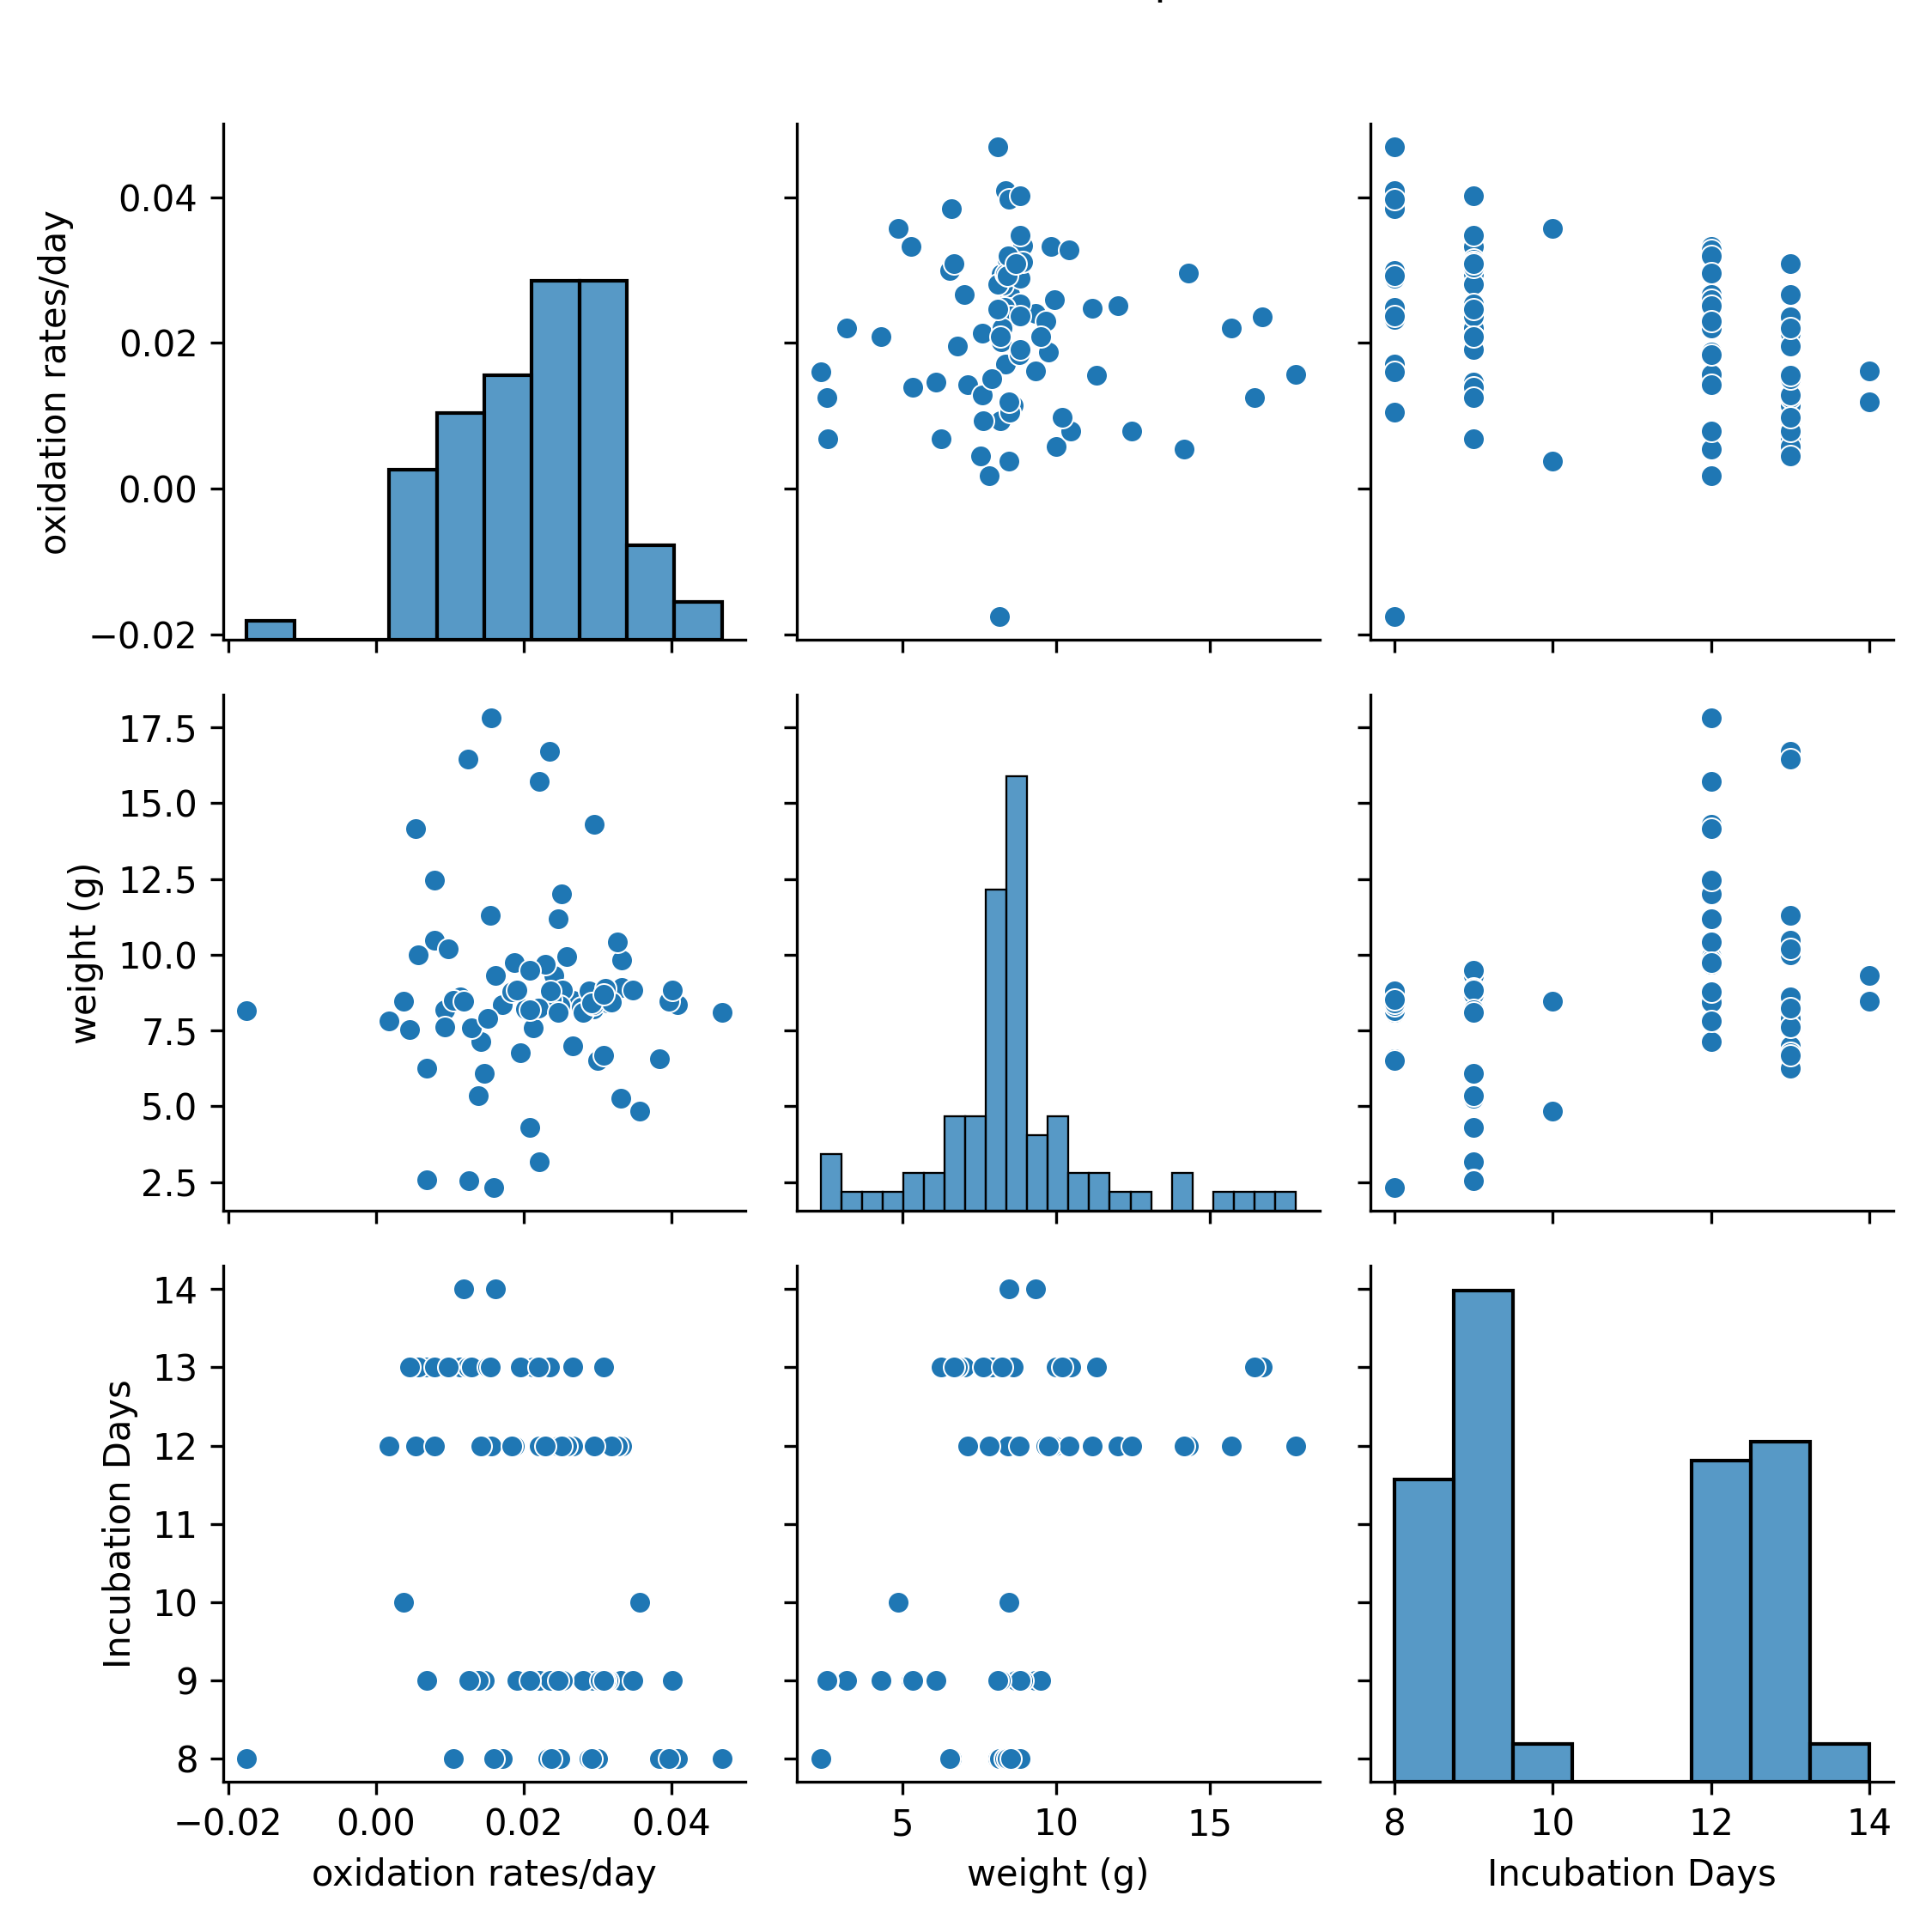 oxidation rates/day
0.04
0.02
0.00
−0.02
weight (g)
17.5
15.0
12.5
10.0
7.5
5.0
2.5
Incubation Days
14
13
12
11
10
9
8
−0.02 0.00 0.02 0.04
5 10 15
8 10 12 14
oxidation rates/day
weight (g)
Incubation Days